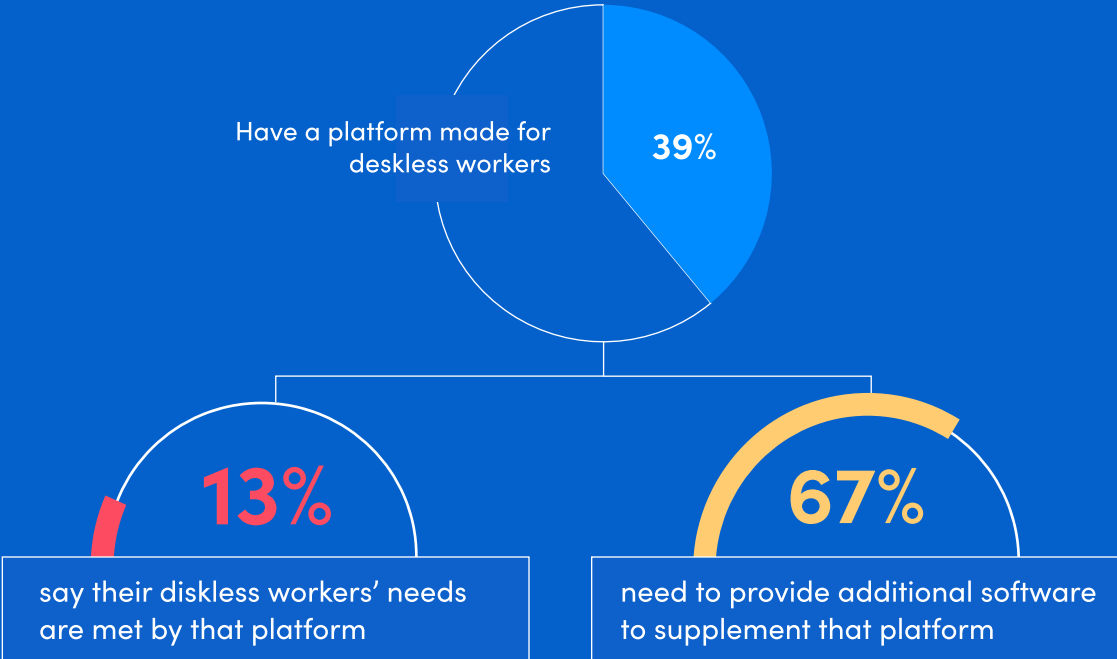 Have a platform made for
deskless workers
39%
13%
67%
say their diskless workers’ needs
are met by that platform
need to provide additional software
to supplement that platform